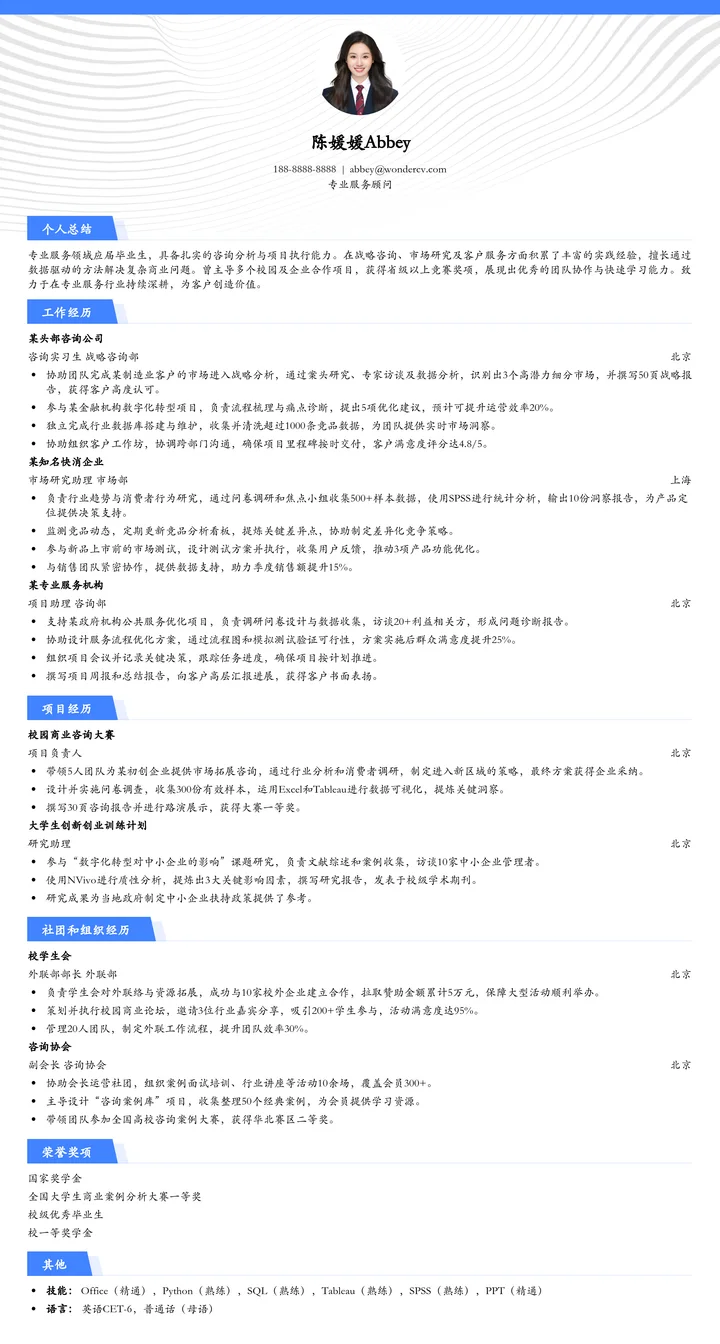 陈媛媛Abbey
188-8888-8888 | abbey@wondercv.com
专业服务顾问
个人总结
专业服务领域应届毕业生，具备扎实的咨询分析与项目执行能力。在战略咨询、市场研究及客户服务方面积累了丰富的实践经验，擅长通过
数据驱动的方法解决复杂商业问题。曾主导多个校园及企业合作项目，获得省级以上竞赛奖项，展现出优秀的团队协作与快速学习能力。致
力于在专业服务行业持续深耕，为客户创造价值。
工作经历
某头部咨询公司
咨询实习生 战略咨询部 北京
• 协助团队完成某制造业客户的市场进入战略分析，通过案头研究、专家访谈及数据分析，识别出3个高潜力细分市场，并撰写50页战略报
告，获得客户高度认可。
• 参与某金融机构数字化转型项目，负责流程梳理与痛点诊断，提出5项优化建议，预计可提升运营效率20%。
• 独立完成行业数据库搭建与维护，收集并清洗超过1000条竞品数据，为团队提供实时市场洞察。
• 协助组织客户工作坊，协调跨部门沟通，确保项目里程碑按时交付，客户满意度评分达4.8/5。
某知名快消企业
市场研究助理 市场部 上海
• 负责行业趋势与消费者行为研究，通过问卷调研和焦点小组收集500+样本数据，使用SPSS进行统计分析，输出10份洞察报告，为产品定
位提供决策支持。
• 监测竞品动态，定期更新竞品分析看板，提炼关键差异点，协助制定差异化竞争策略。
• 参与新品上市前的市场测试，设计测试方案并执行，收集用户反馈，推动3项产品功能优化。
• 与销售团队紧密协作，提供数据支持，助力季度销售额提升15%。
某专业服务机构
项目助理 咨询部 北京
• 支持某政府机构公共服务优化项目，负责调研问卷设计与数据收集，访谈20+利益相关方，形成问题诊断报告。
• 协助设计服务流程优化方案，通过流程图和模拟测试验证可行性，方案实施后群众满意度提升25%。
• 组织项目会议并记录关键决策，跟踪任务进度，确保项目按计划推进。
• 撰写项目周报和总结报告，向客户高层汇报进展，获得客户书面表扬。
项目经历
校园商业咨询大赛
项目负责人 北京
• 带领5人团队为某初创企业提供市场拓展咨询，通过行业分析和消费者调研，制定进入新区域的策略，最终方案获得企业采纳。
• 设计并实施问卷调查，收集300份有效样本，运用Excel和Tableau进行数据可视化，提炼关键洞察。
• 撰写30页咨询报告并进行路演展示，获得大赛一等奖。
大学生创新创业训练计划
研究助理 北京
• 参与“数字化转型对中小企业的影响”课题研究，负责文献综述和案例收集，访谈10家中小企业管理者。
• 使用NVivo进行质性分析，提炼出3大关键影响因素，撰写研究报告，发表于校级学术期刊。
• 研究成果为当地政府制定中小企业扶持政策提供了参考。
社团和组织经历
校学生会
外联部部长 外联部 北京
• 负责学生会对外联络与资源拓展，成功与10家校外企业建立合作，拉取赞助金额累计5万元，保障大型活动顺利举办。
• 策划并执行校园商业论坛，邀请3位行业嘉宾分享，吸引200+学生参与，活动满意度达95%。
• 管理20人团队，制定外联工作流程，提升团队效率30%。
咨询协会
副会长 咨询协会 北京
• 协助会长运营社团，组织案例面试培训、行业讲座等活动10余场，覆盖会员300+。
• 主导设计“咨询案例库”项目，收集整理50个经典案例，为会员提供学习资源。
• 带领团队参加全国高校咨询案例大赛，获得华北赛区二等奖。
荣誉奖项
国家奖学金
全国大学生商业案例分析大赛一等奖
校级优秀毕业生
校一等奖学金
其他
• 技能： Office（精通），Python（熟练），SQL（熟练），Tableau（熟练），SPSS（熟练），PPT（精通）
• 语言： 英语CET-6，普通话（母语）